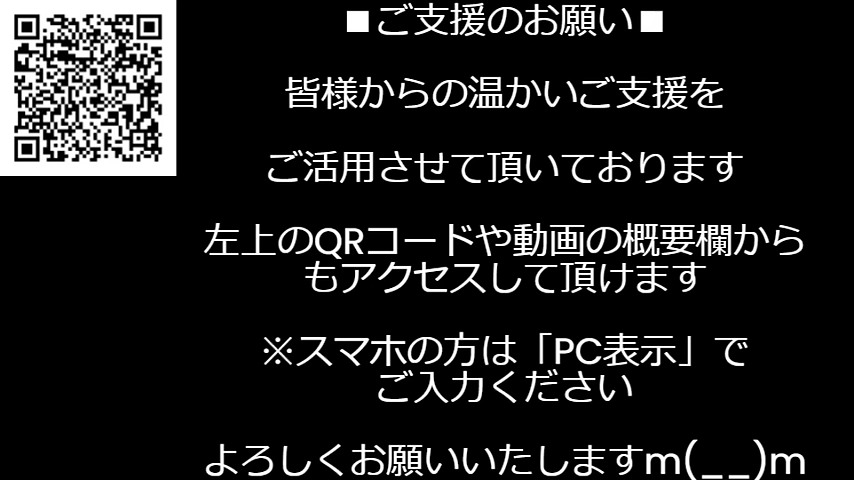 ■ご支援のお願い■
皆様からの温かいご支援を
ご活用させて頂いております
左上のQRコードや動画の概要欄から
もアクセスして頂けます
※スマホの方は「PC表示」で
ご入力ください
よろしくお願いいたしますm(__)m